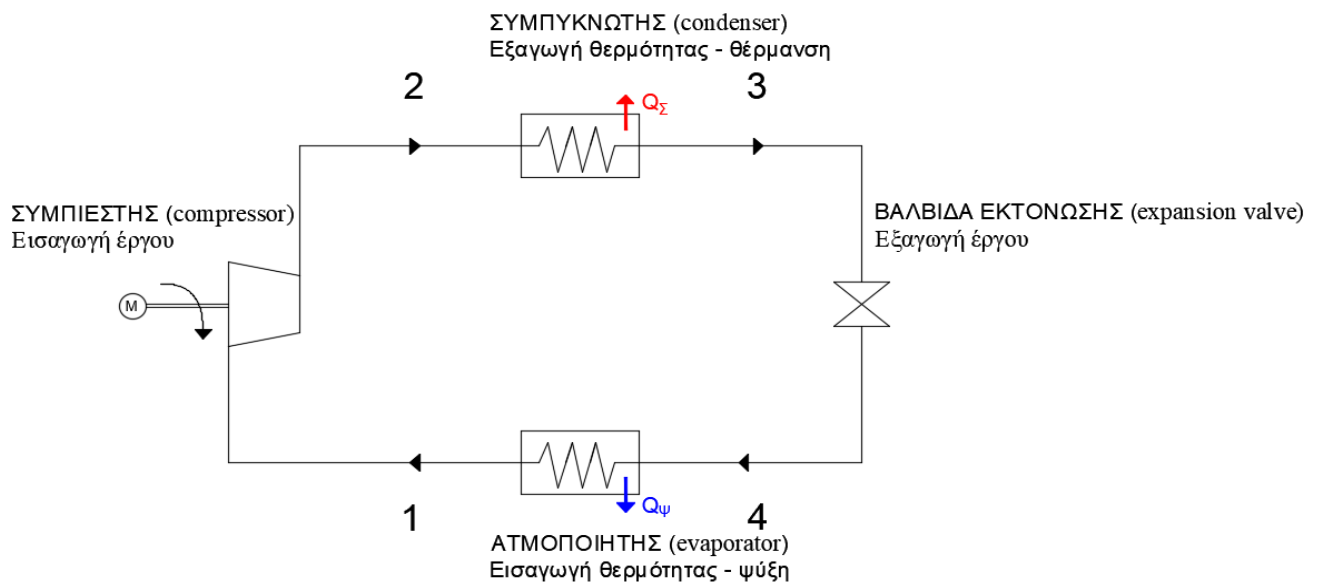 ΣΥΜΠΥΚΝΩΤΗΣ (condenser)
Εξαγωγή θερμότητας - θέρμανση
2
3
QΣ
ΣΥΜΠΙΕΣΤΗΣ (compressor)
Εισαγωγή έργου
ΒΑΛΒΙΔΑ ΕΚΤΟΝΩΣΗΣ (expansion valve)
Εξαγωγή έργου
M
1
QΨ
4
ΑΤΜΟΠΟΙΗΤΗΣ (evaporator)
Εισαγωγή θερμότητας - ψύξη